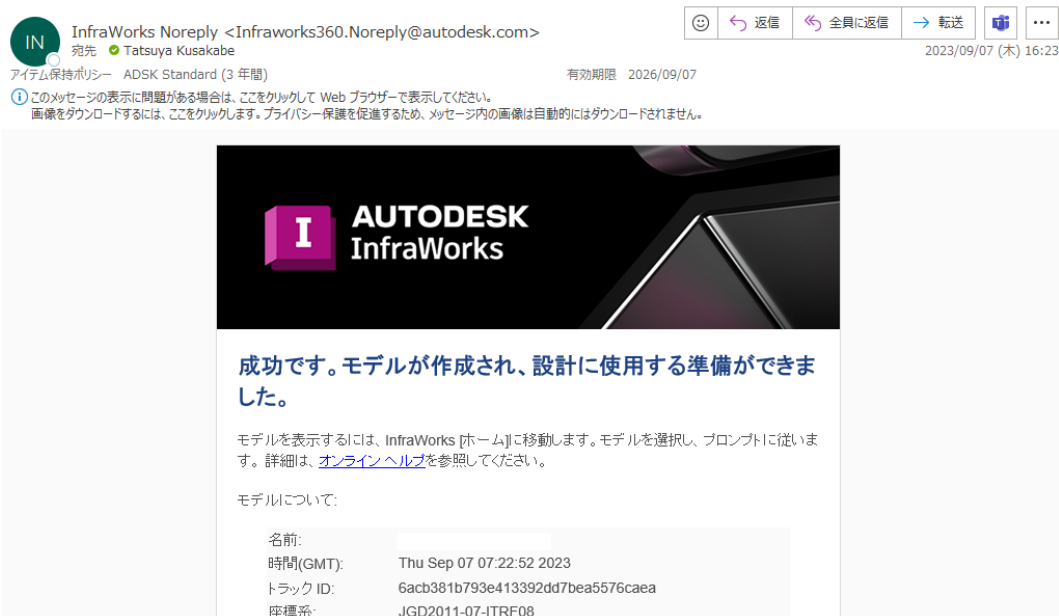 IN
InfraWorks Noreply <Infraworks360.Noreply@autodesk.com>
宛先 Tatsuya Kusakabe
返信 全員に返信 転送
2023/09/07 (木) 16:23
アイテム保持ポリシー ADSK Standard (3 年間) 有効期限 2026/09/07
このメッセージの表示に問題がある場合は、ここをクリックして Web ブラウザーで表示してください。
画像をダウンロードするには、ここをクリックします。プライバシー保護を促進するため、メッセージ内の画像は自動的にはダウンロードされません。
I
AUTODESK
InfraWorks
成功です。モデルが作成され、設計に使用する準備ができま
した。
モデルを表示するには、InfraWorks [ホーム]に移動します。モデルを選択し、プロンプトに従いま
す。詳細は、オンライン ヘルプを参照してください。
モデルについて:
名前:
時間(GMT): Thu Sep 07 07:22:52 2023
トラック ID: 6acb381b793e413392dd7bea5576caea
座標系: JGD2011-07-ITRF08